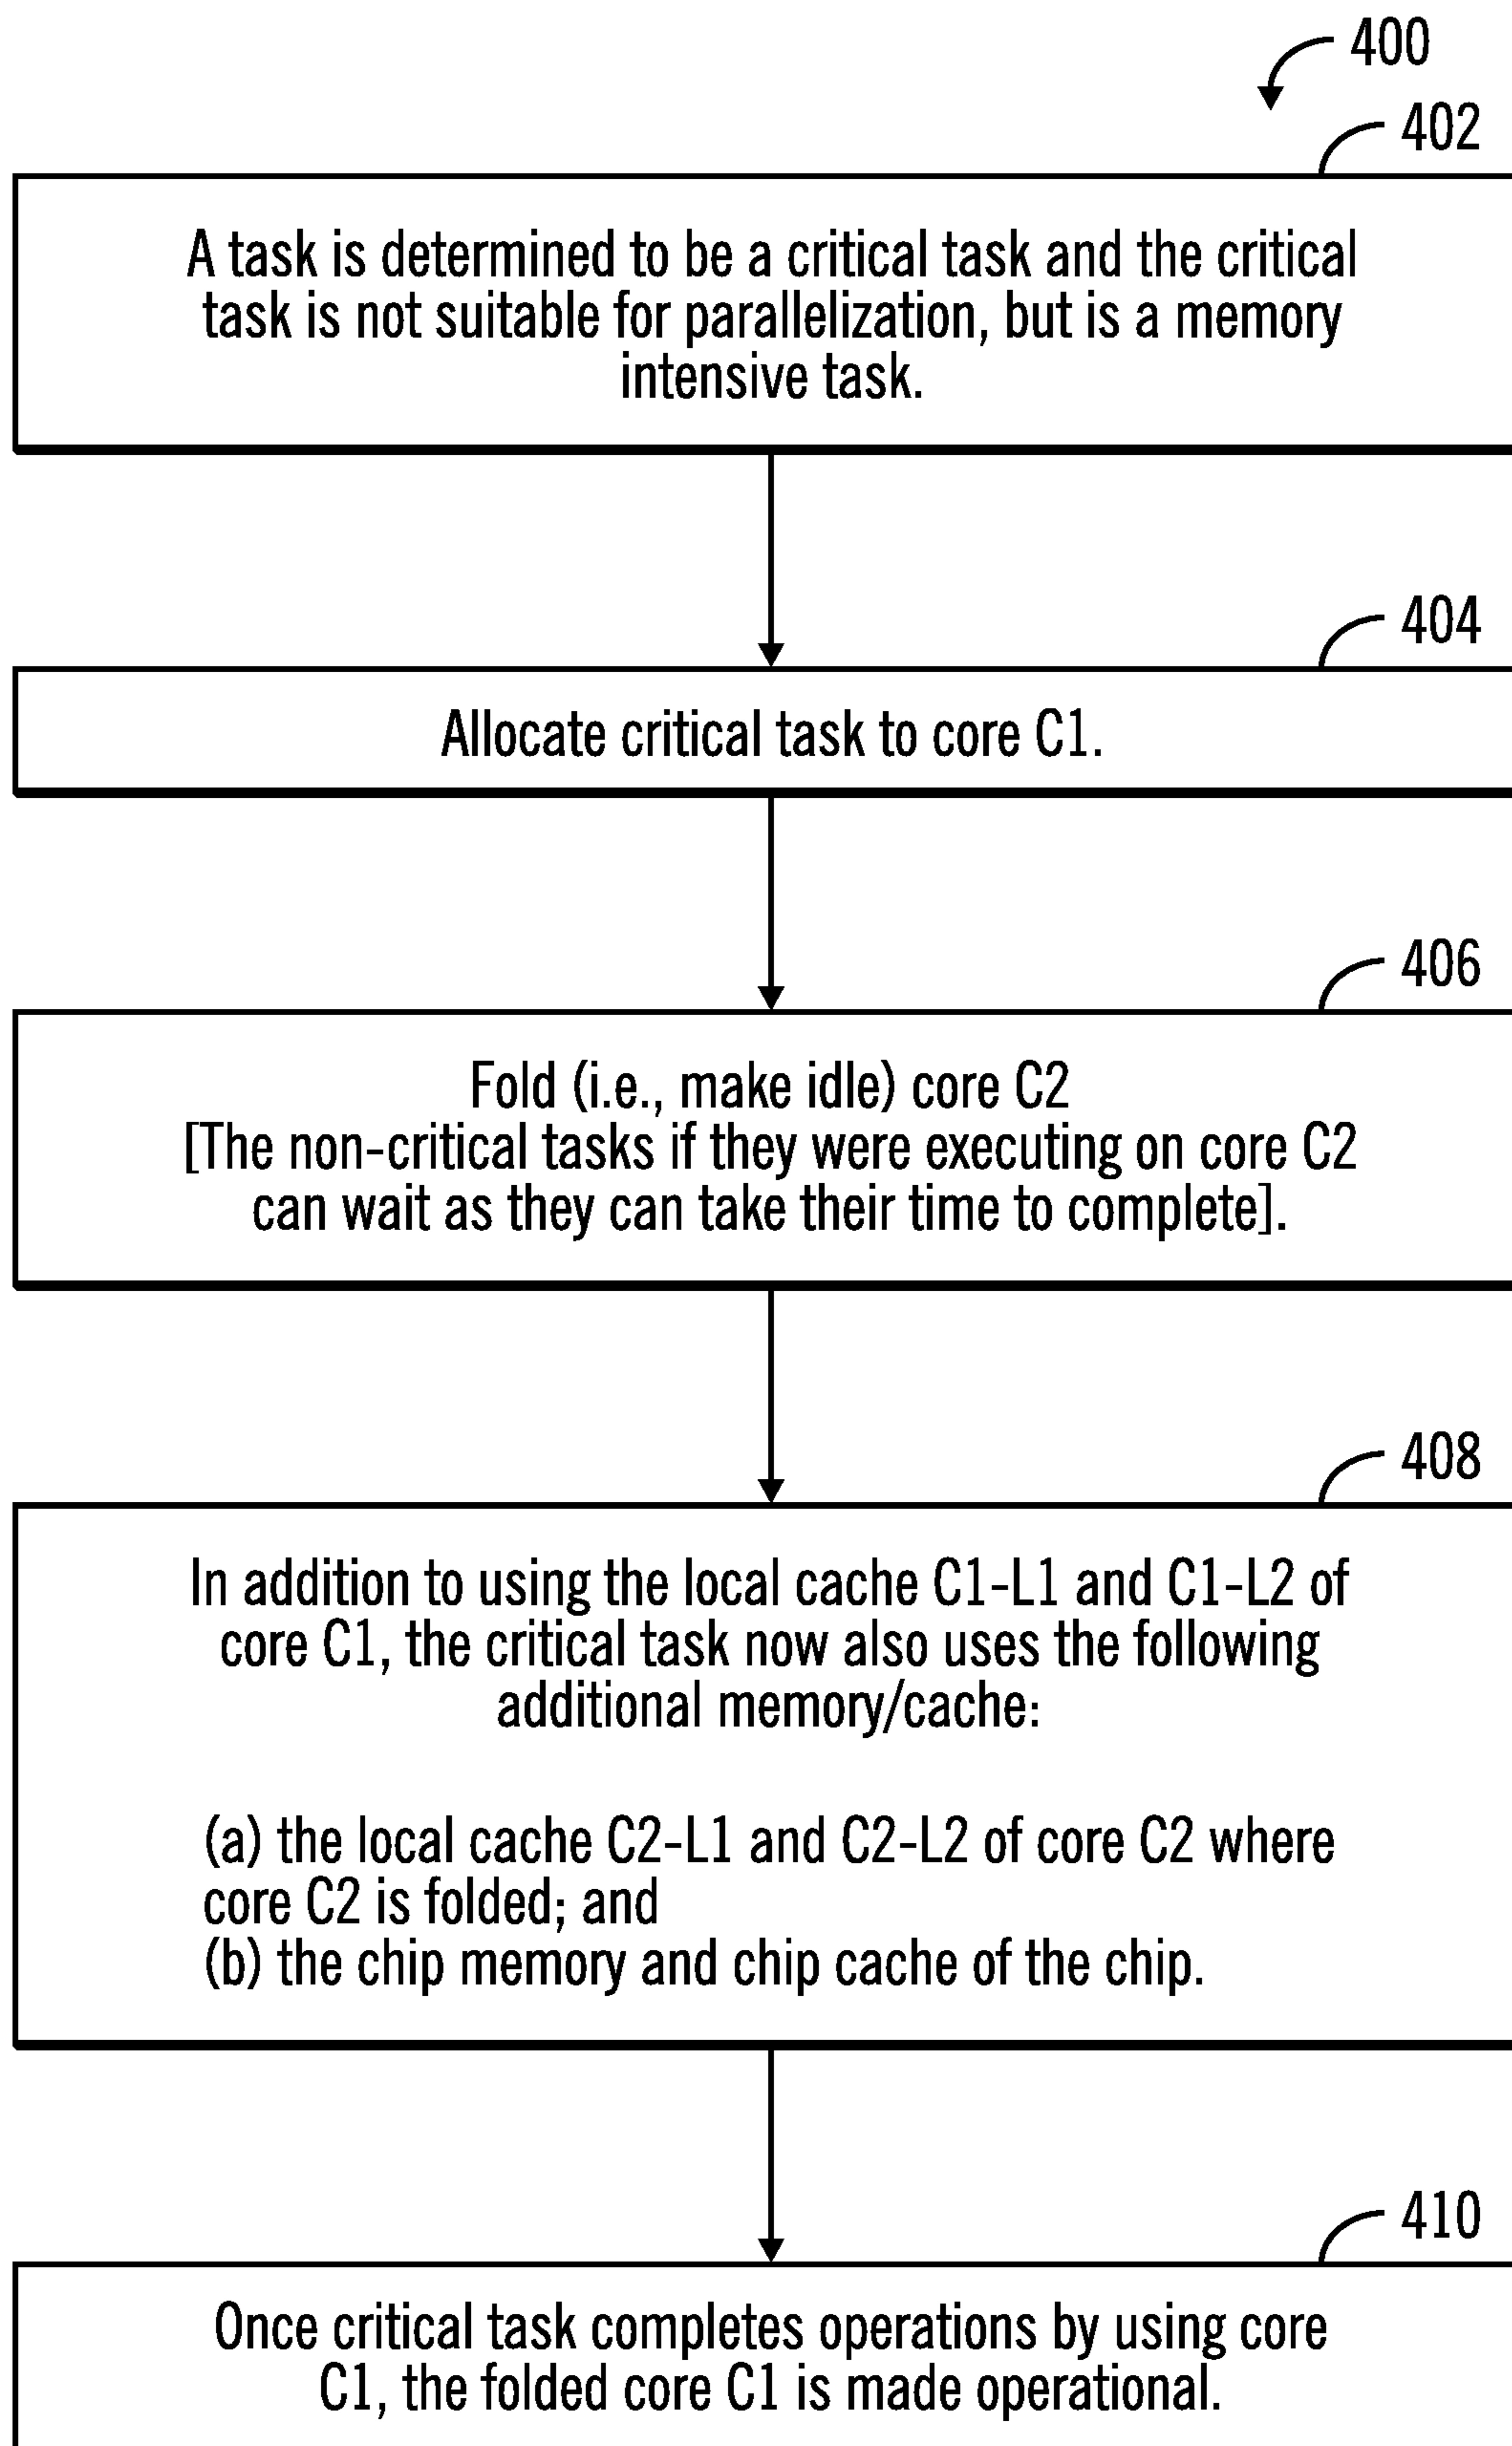 400
402
A task is determined to be a critical task and the critical
task is not suitable for parallelization, but is a memory
intensive task.
404
Allocate critical task to core C1.
406
Fold (i.e., make idle) core C2
[The non-critical tasks if they were executing on core C2
can wait as they can take their time to complete].
408
In addition to using the local cache C1-L1 and C1-L2 of
core C1, the critical task now also uses the following
additional memory/cache:
(a) the local cache C2-L1 and C2-L2 of core C2 where
core C2 is folded; and
(b) the chip memory and chip cache of the chip.
410
Once critical task completes operations by using core
C1, the folded core C1 is made operational.